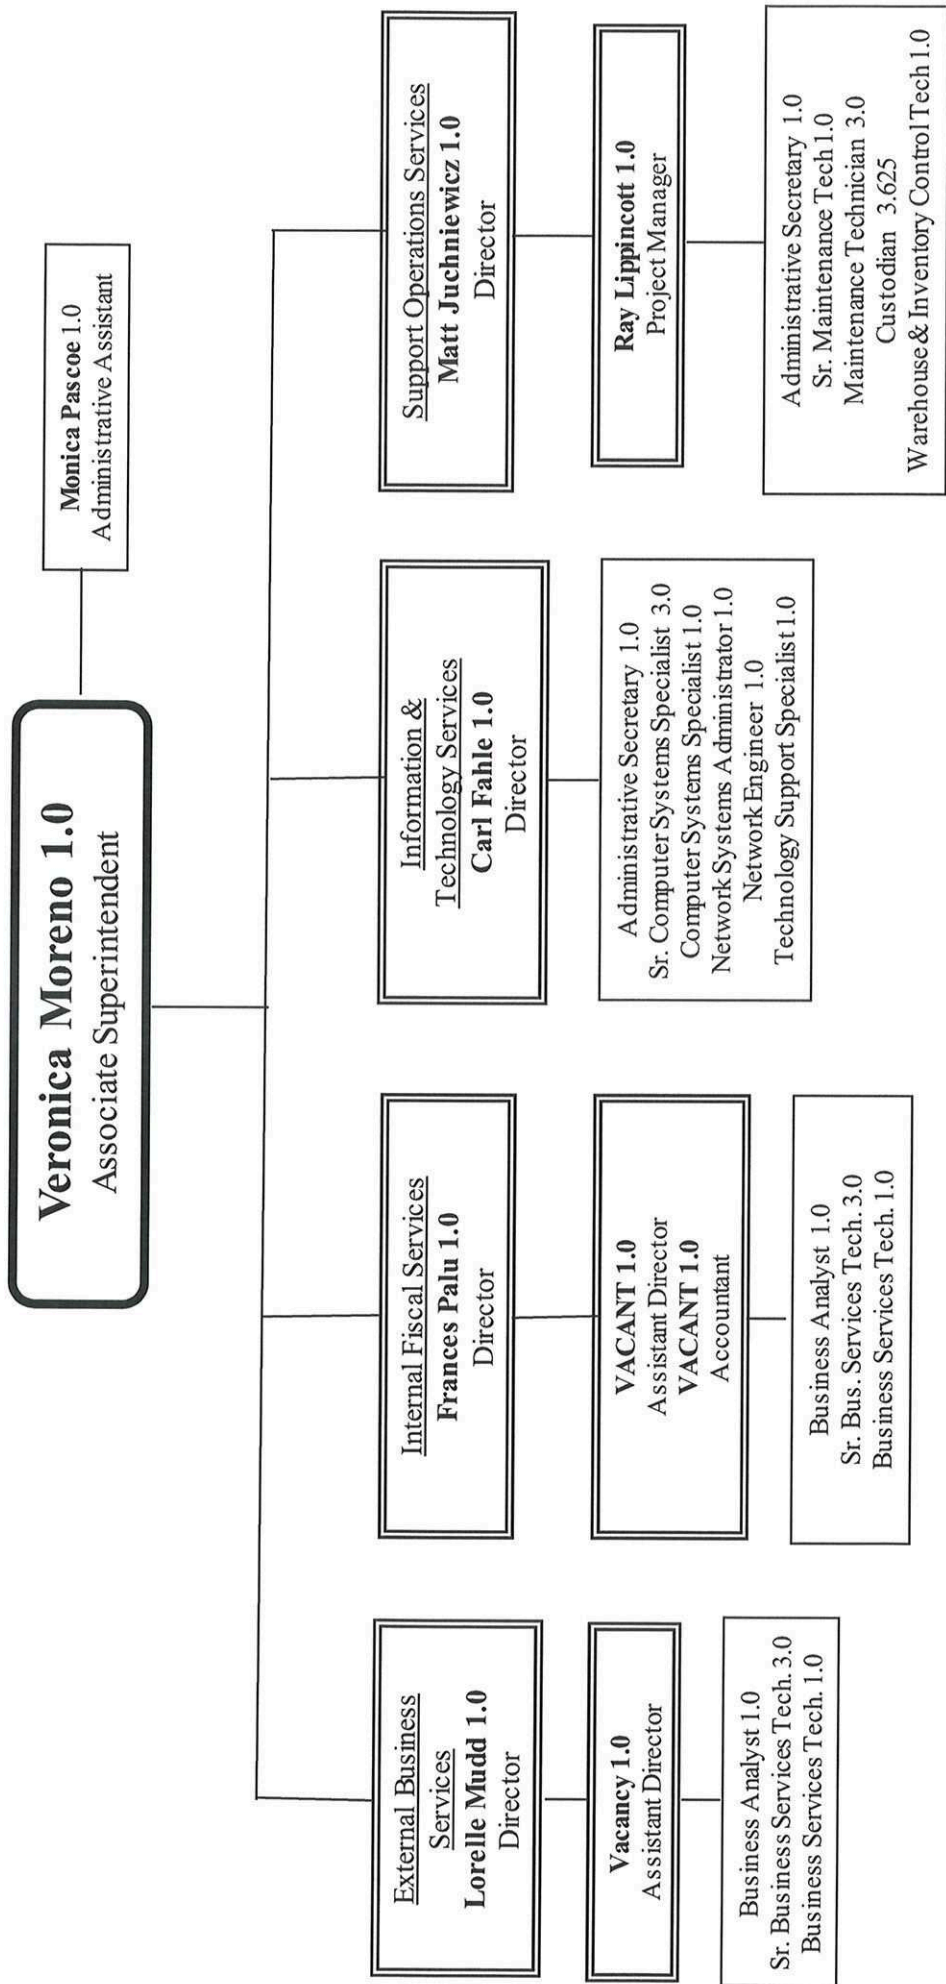 Veronica Moreno 1.0
Associate Superintendent
Monica Pascoe 1.0
Administrative Assistant
External Business
Services
Lorelle Mudd 1.0
Director
Vacancy 1.0
Assistant Director
Business Analyst 1.0
Sr. Business Services Tech. 3.0
Business Services Tech. 1.0
Internal Fiscal Services
Frances Palu 1.0
Director
VACANT 1.0
Assistant Director
VACANT 1.0
Accountant
Business Analyst 1.0
Sr. Bus. Services Tech. 3.0
Business Services Tech. 1.0
Information &
Technology Services
Carl Fahle 1.0
Director
Administrative Secretary 1.0
Sr. Computer Systems Specialist 3.0
Computer Systems Specialist 1.0
Network Systems Administrator 1.0
Network Engineer 1.0
Technology Support Specialist 1.0
Support Operations Services
Matt Juchniewicz 1.0
Director
Ray Lippincott 1.0
Project Manager
Administrative Secretary 1.0
Sr. Maintenance Tech 1.0
Maintenance Technician 3.0
Custodian 3.625
Warehouse & Inventory Control Tech 1.0